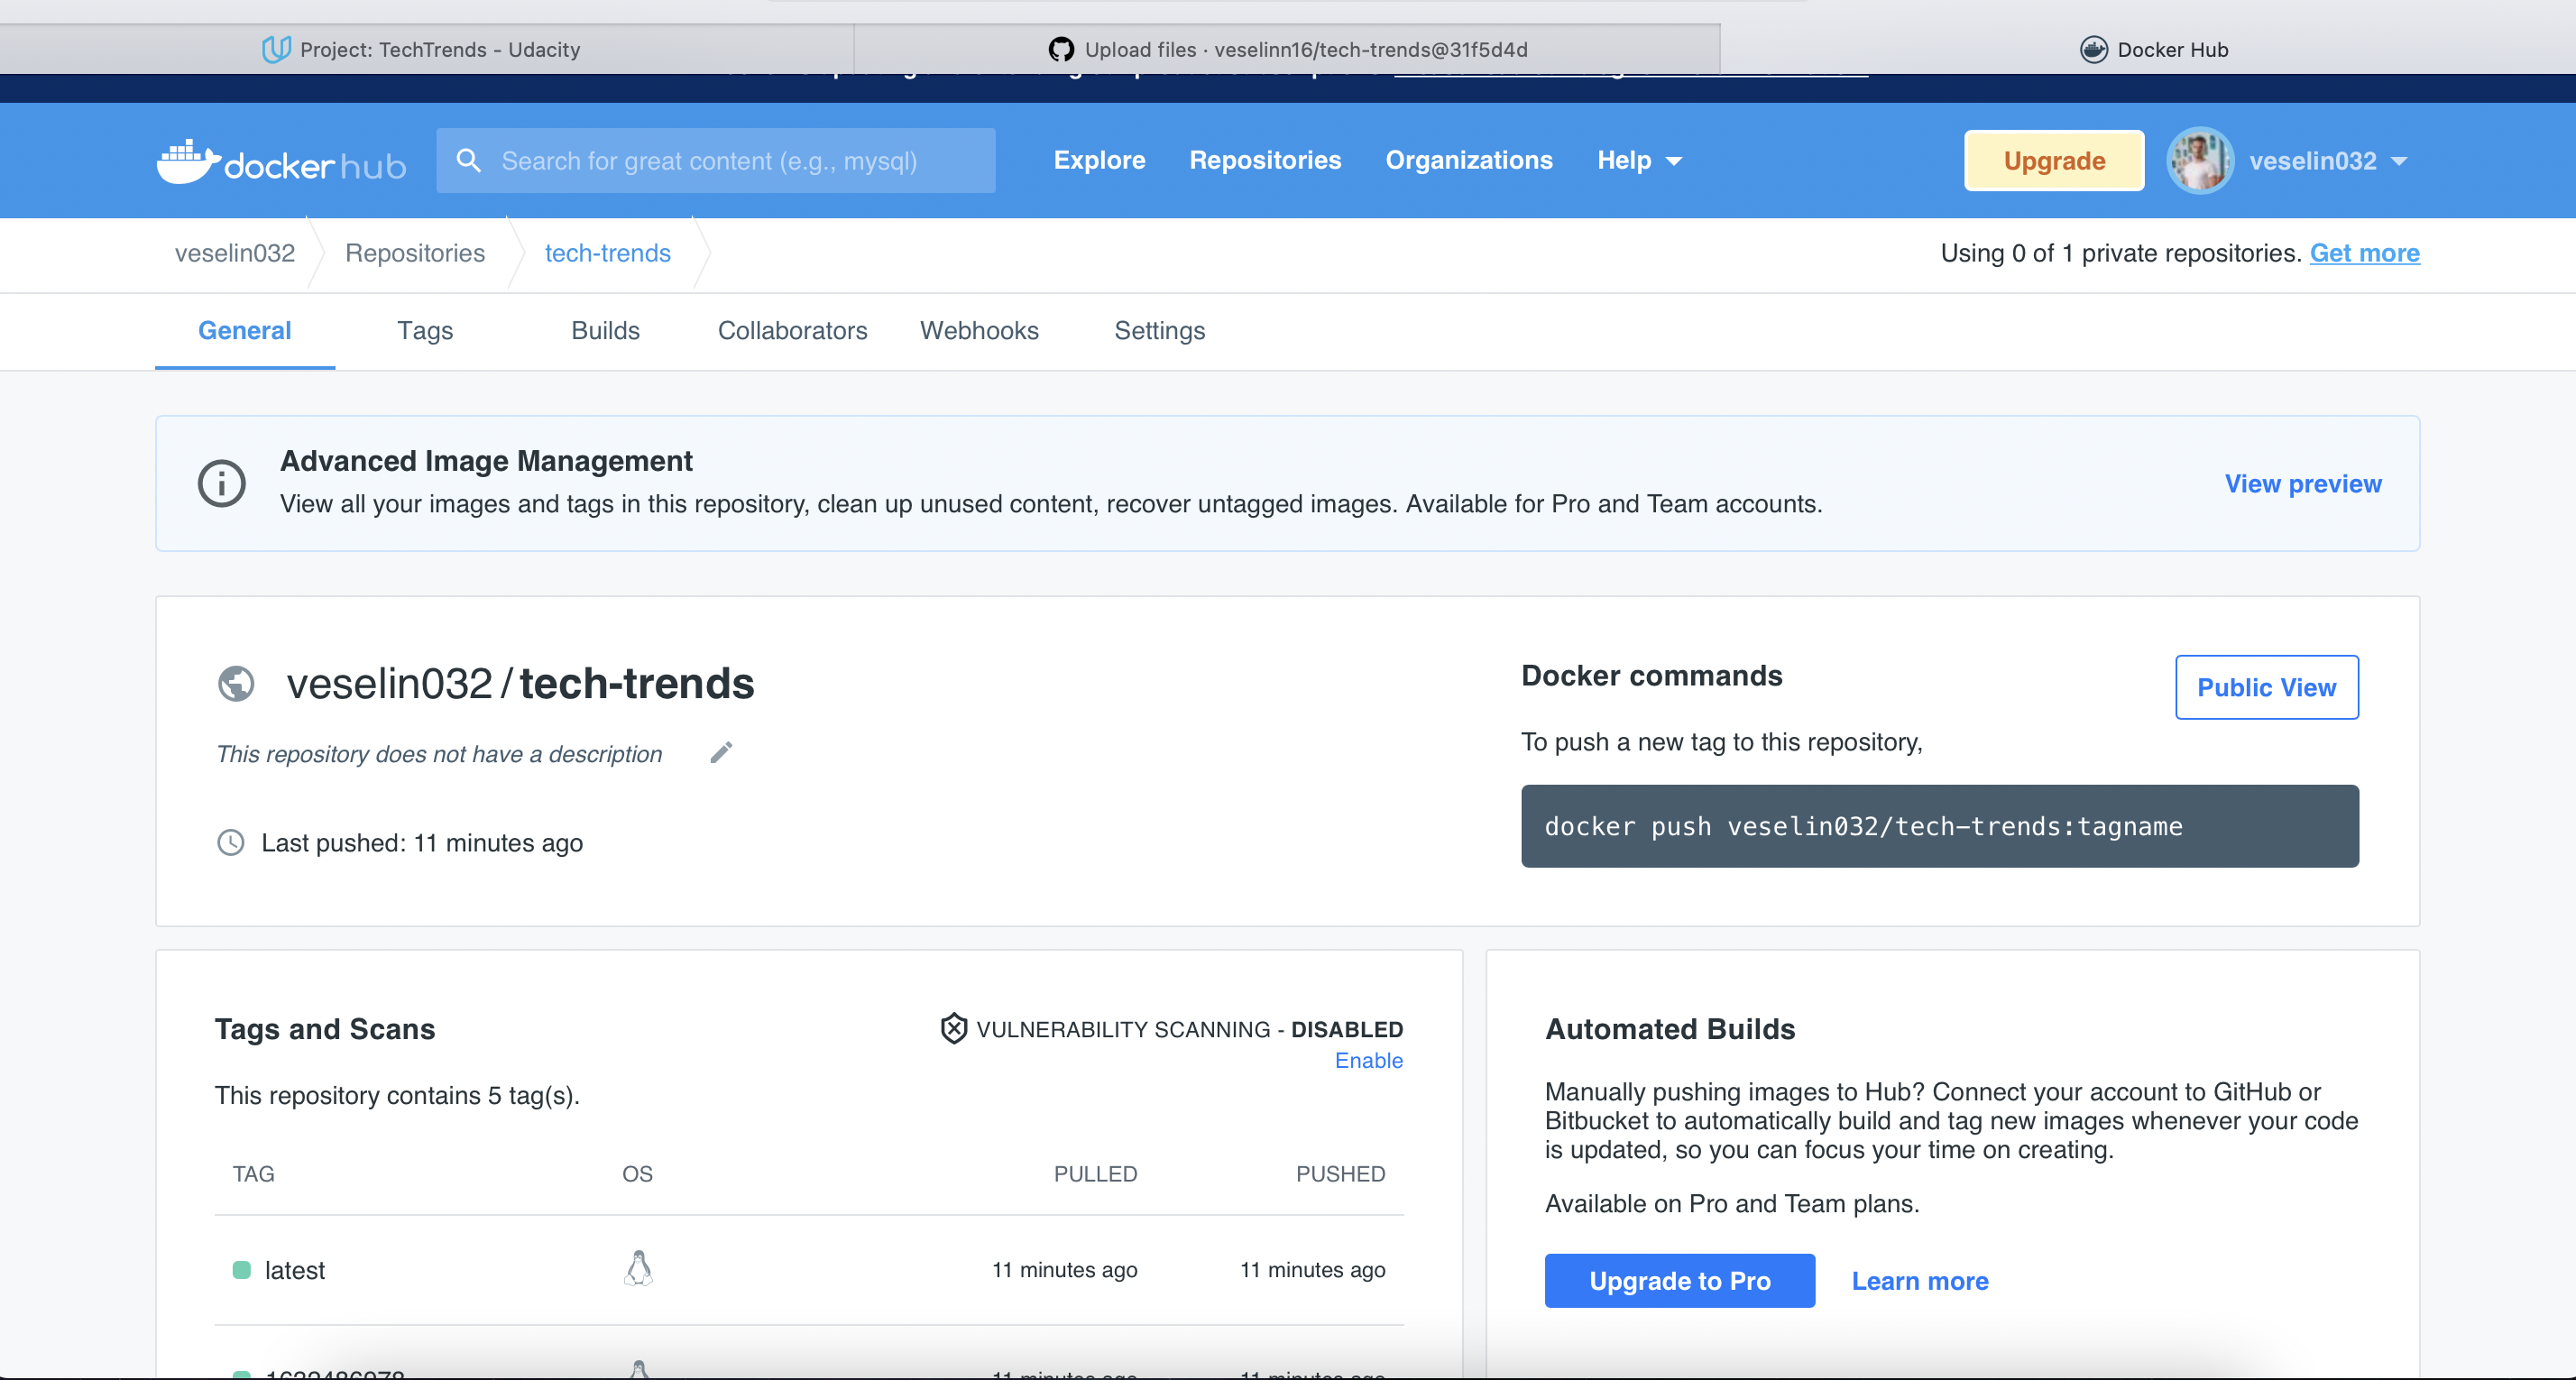 Project: TechTrends - Udacity
Upload files · veselinn16/tech-trends@31f5d4d
Docker Hub
docker hub
Search for great content (e.g., mysql)
Explore
Repositories
Organizations
Help
Upgrade
veselin032
veselin032
Repositories
tech-trends
Using 0 of 1 private repositories. Get more
General
Tags
Builds
Collaborators
Webhooks
Settings
Advanced Image Management
View all your images and tags in this repository, clean up unused content, recover untagged images. Available for Pro and Team accounts.
View preview
veselin032 / tech-trends
This repository does not have a description
Last pushed: 11 minutes ago
Docker commands
Public View
To push a new tag to this repository,
docker push veselin032/tech-trends:tagname
Tags and Scans
VULNERABILITY SCANNING - DISABLED
Enable
This repository contains 5 tag(s).
TAG
OS
PULLED
PUSHED
latest
11 minutes ago
11 minutes ago
11 minutes ago
11 minutes ago
Automated Builds
Manually pushing images to Hub? Connect your account to GitHub or
Bitbucket to automatically build and tag new images whenever your code
is updated, so you can focus your time on creating.
Available on Pro and Team plans.
Upgrade to Pro
Learn more